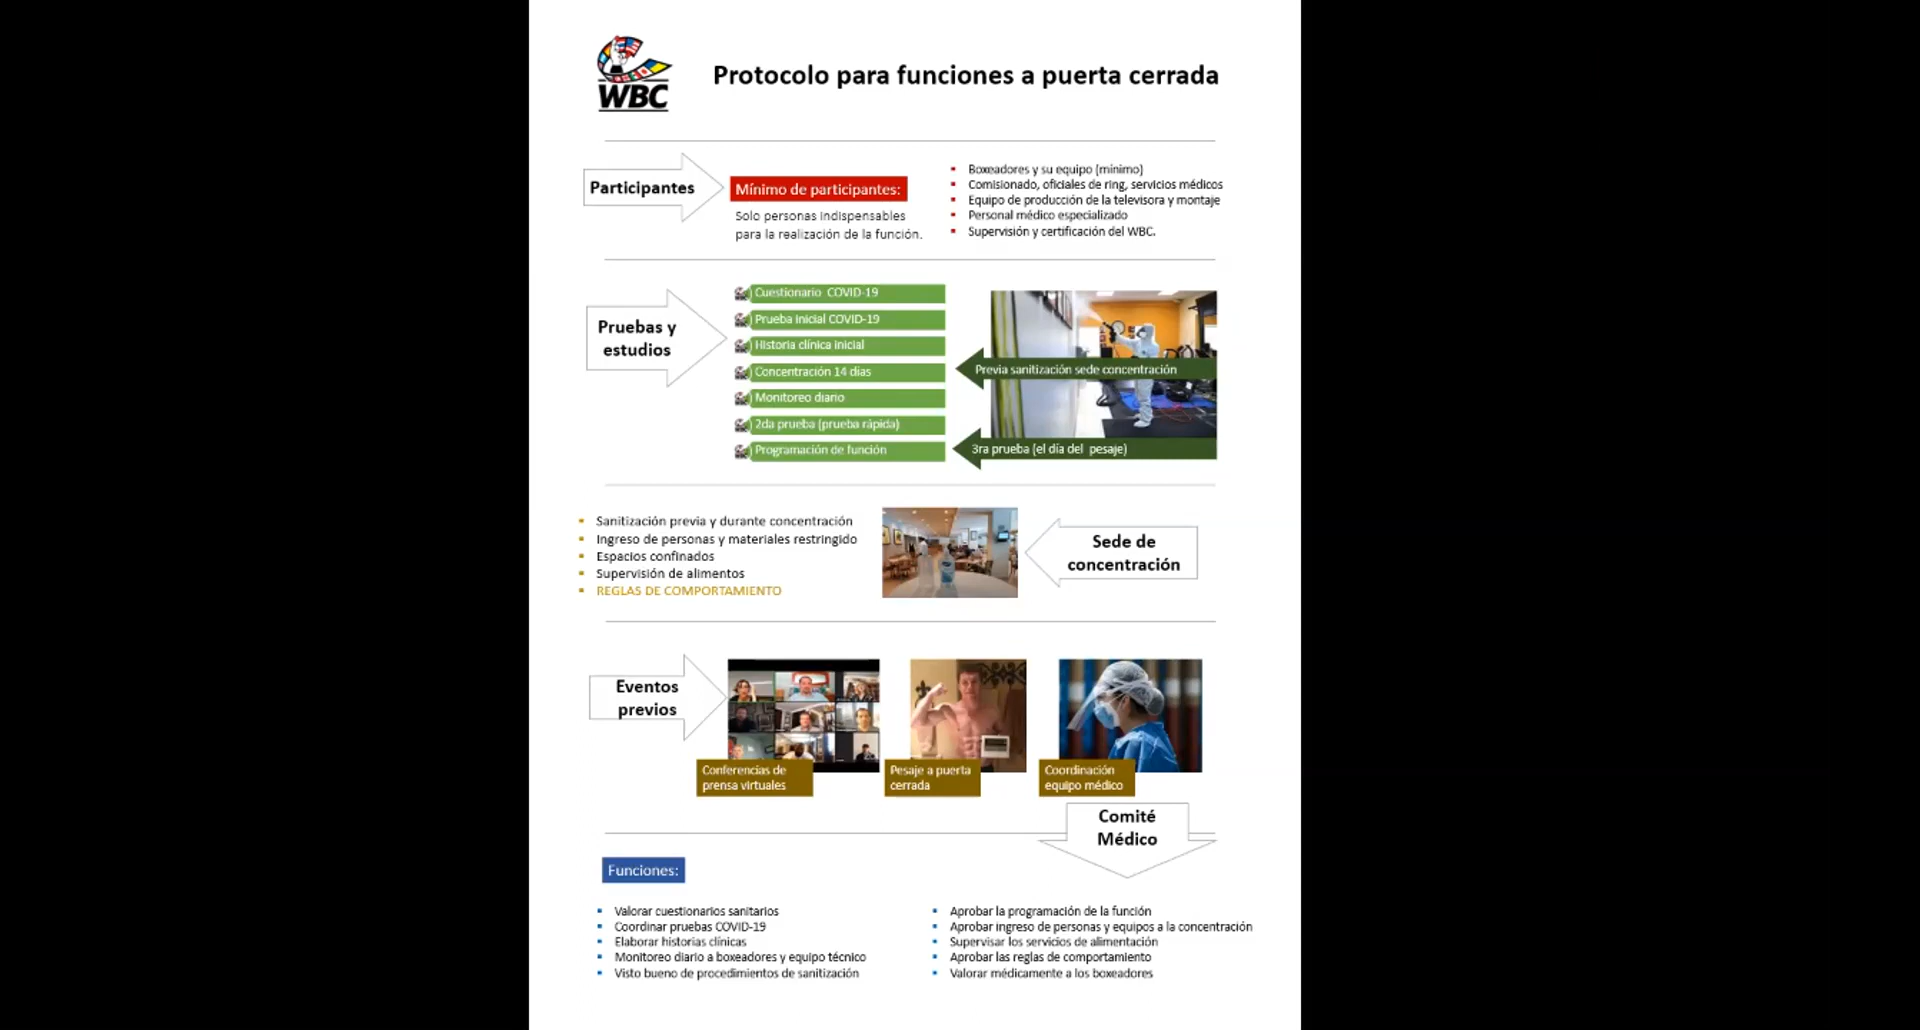 WBC
Protocolo para funciones a puerta cerrada
Participantes
Mínimo de participantes:
Solo personas indispensables
para la realización de la función.
Boxeadores y su equipo (mínimo)
Comisionado, oficiales de ring, servicios médicos
Equipo de producción de la televisora y montaje
Personal médico especializado
Supervisión y certificación del WBC.
Pruebas y
estudios
Cuestionario COVID-19
Prueba inicial COVID-19
Historia clínica inicial
Concentración 14 días
Monitoreo diario
2da prueba (prueba rápida)
Programación de función
Previa sanitización sede concentración
3ra prueba (el día del pesaje)
Sanitización previa y durante concentración
Ingreso de personas y materiales restringido
Espacios confinados
Supervisión de alimentos
REGLAS DE COMPORTAMIENTO
Sede de
concentración
Eventos
previos
Conferencias de
prensa virtuales
Pesaje a puerta
cerrada
Coordinación
equipo médico
Comité
Médico
Funciones:
Valorar cuestionarios sanitarios
Coordinar pruebas COVID-19
Elaborar historias clínicas
Monitoreo diario a boxeadores y equipo técnico
Visto bueno de procedimientos de sanitización
Aprobar la programación de la función
Aprobar ingreso de personas y equipos a la concentración
Supervisar los servicios de alimentación
Aprobar las reglas de comportamiento
Valorar médicamente a los boxeadores